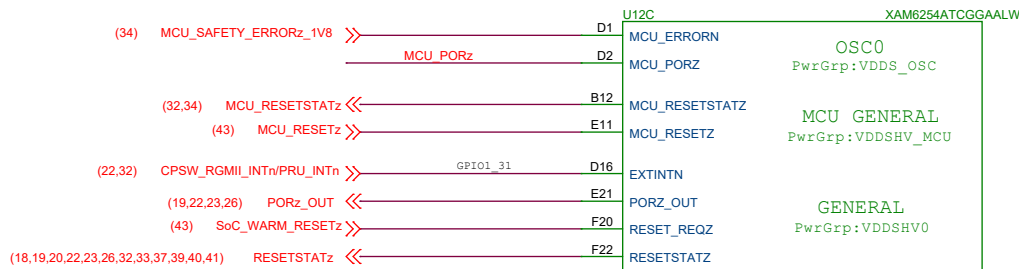 U12C XAM6254ATCGGAALW
(34) MCU_SAFETY_ERRORz_1V8 D1 MCU_ERRORN
OSC0
MCU_PORz D2 MCU_PORZ
PwrGrp:VDDS_OSC
(32,34) MCU_RESETSTATz B12 MCU_RESETSTATZ
MCU GENERAL
(43) MCU_RESETz E11 MCU_RESETZ
PwrGrp:VDDSHV_MCU
(22,32) CPSW_RGMII_INTn/PRU_INTn GPIO1_31 D16 EXTINTN
(19,22,23,26) PORz_OUT E21 PORZ_OUT
GENERAL
(43) SoC_WARM_RESETz F20 RESET_REQZ
PwrGrp:VDDSHV0
(18,19,20,22,23,26,32,33,37,39,40,41) RESETSTATz F22 RESETSTATZ